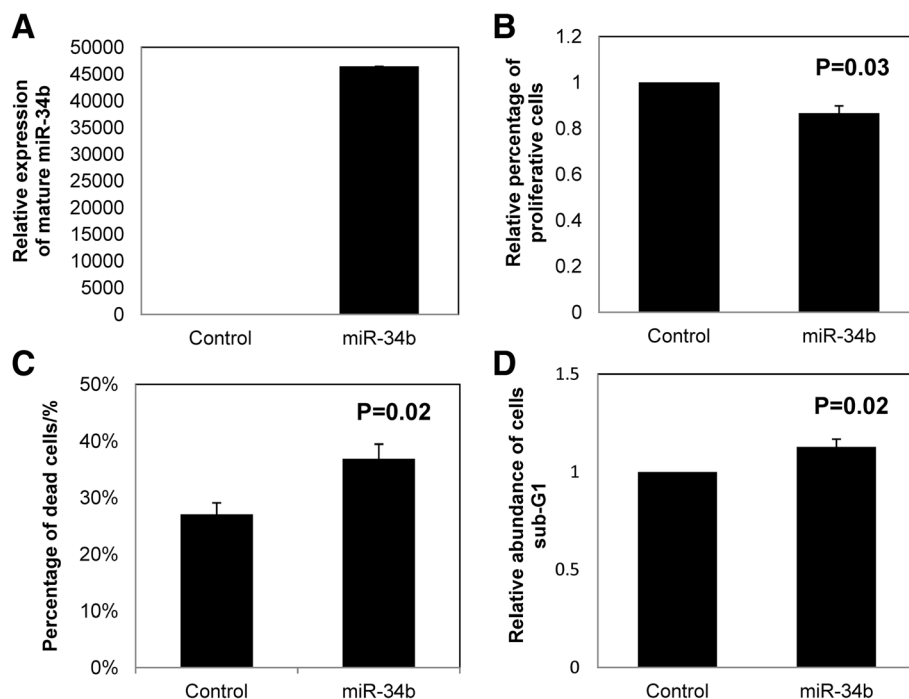 A
Relative expression
of mature miR-34b
50000
45000
40000
35000
30000
25000
20000
15000
10000
5000
0
Control
miR-34b
B
Relative percentage of
proliferative cells
1.2
1
0.8
0.6
0.4
0.2
0
P=0.03
Control
miR-34b
C
Percentage of dead cells/%
50%
40%
30%
20%
10%
0%
P=0.02
Control
miR-34b
D
Relative abundance of cells
sub-G1
1.5
1
0.5
0
P=0.02
Control
miR-34b